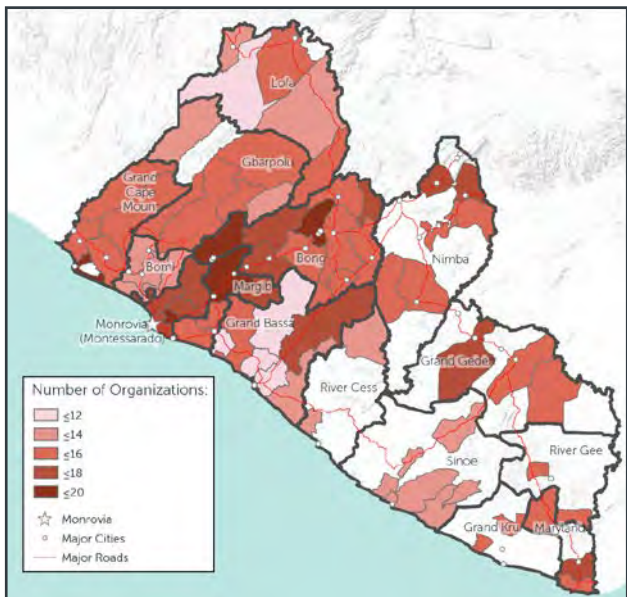 Lofa
Gbarpolu
Grand
Cape
Mount
Bomi
Bong
Nimba
Margibi
Monrovia
(Montessarado)
Grand Bassa
River Cess
Grand Gedeh
Sinoe
River Gee
Grand Kru
Maryland
Number of Organizations:
≤12
≤14
≤16
≤18
≤20
Monrovia
Major Cities
Major Roads